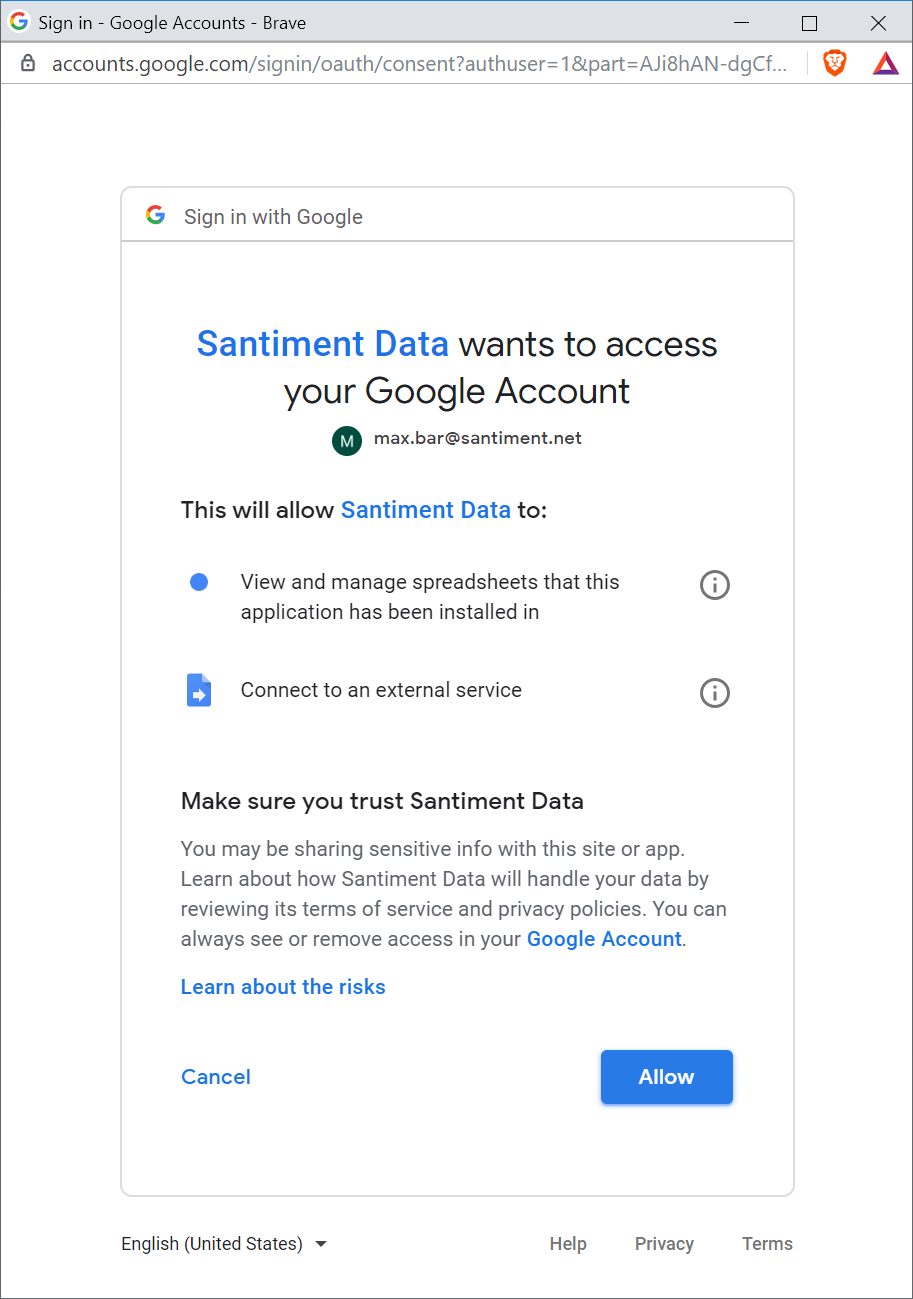 Sign in - Google Accounts - Brave
accounts.google.com/signin/oauth/consent?authuser=1&part=AJi8hAN-dgCf...
Sign in with Google
Santiment Data wants to access
your Google Account
M max.bar@santiment.net
This will allow Santiment Data to:
View and manage spreadsheets that this
application has been installed in
Connect to an external service
Make sure you trust Santiment Data
You may be sharing sensitive info with this site or app.
Learn about how Santiment Data will handle your data by
reviewing its terms of service and privacy policies. You can
always see or remove access in your Google Account.
Learn about the risks
Cancel Allow
English (United States) Help Privacy Terms